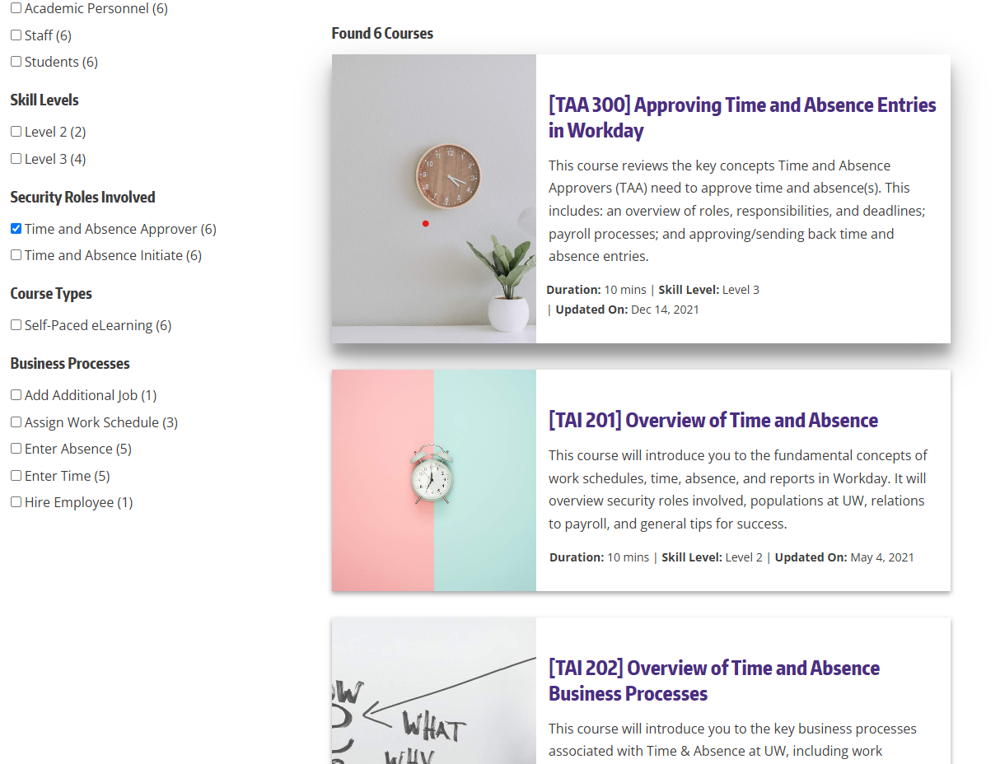 Academic Personnel (6)
Staff (6)
Students (6)
Skill Levels
Level 2 (2)
Level 3 (4)
Security Roles Involved
Time and Absence Approver (6)
Time and Absence Initiate (6)
Course Types
Self-Paced eLearning (6)
Business Processes
Add Additional Job (1)
Assign Work Schedule (3)
Enter Absence (5)
Enter Time (5)
Hire Employee (1)
Found 6 Courses
[TAA 300] Approving Time and Absence Entries
in Workday
This course reviews the key concepts Time and Absence
Approvers (TAA) need to approve time and absence(s). This
includes: an overview of roles, responsibilities, and deadlines;
payroll processes; and approving/sending back time and
absence entries.
Duration: 10 mins | Skill Level: Level 3
| Updated On: Dec 14, 2021
[TAI 201] Overview of Time and Absence
This course will introduce you to the fundamental concepts of
work schedules, time, absence, and reports in Workday. It will
overview security roles involved, populations at UW, relations
to payroll, and general tips for success.
Duration: 10 mins | Skill Level: Level 2 | Updated On: May 4, 2021
WHAT
WHY
[TAI 202] Overview of Time and Absence
Business Processes
This course will introduce you to the key business processes
associated with Time & Absence at UW, including work